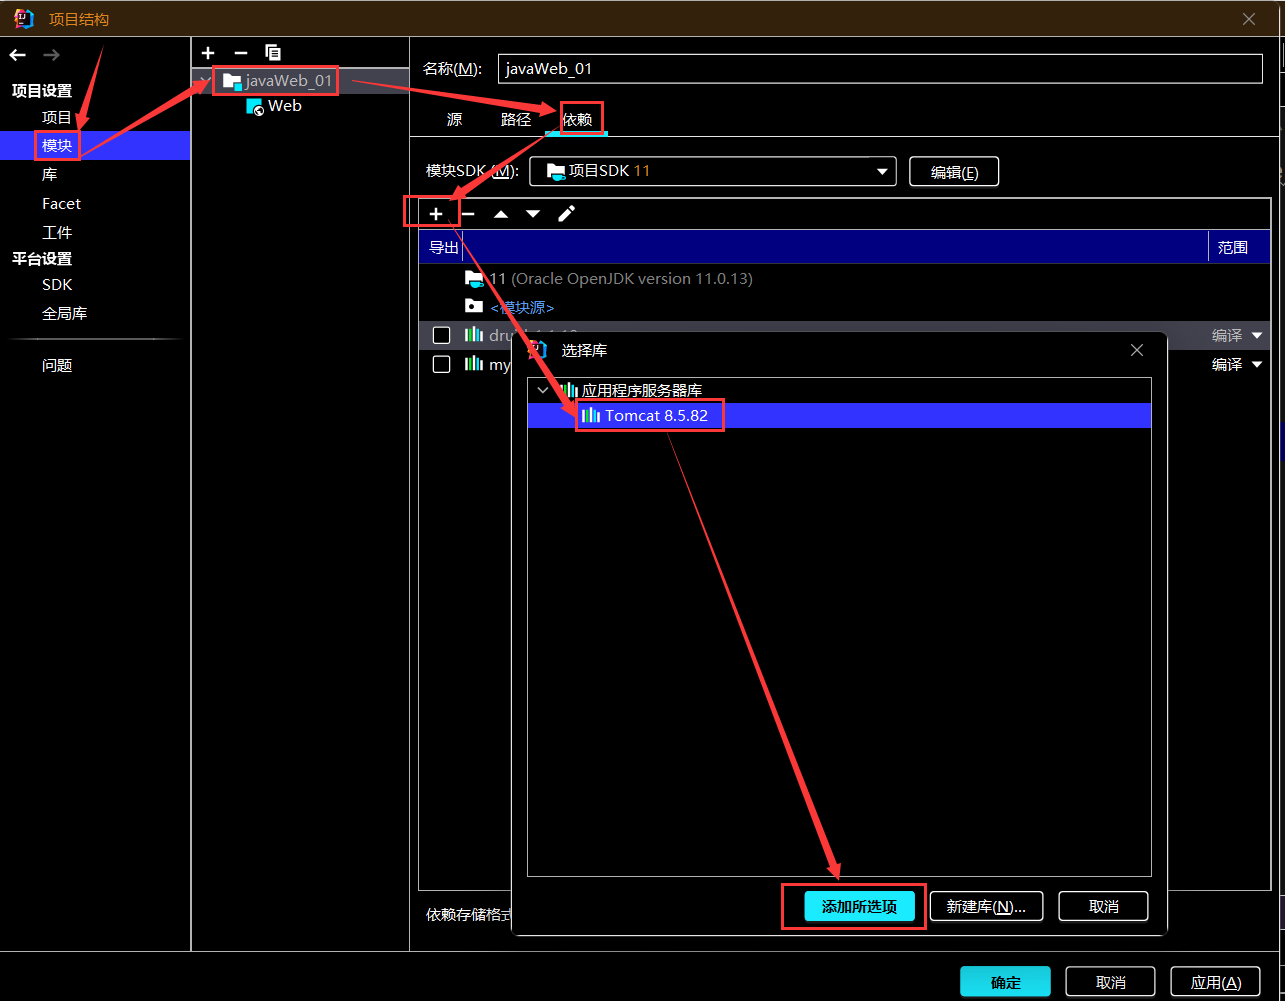 项目结构
项目设置
项目
模块
库
Facet
工件
平台设置
SDK
全局库
问题
javaWeb_01
Web
名称(M):
javaWeb_01
源
路径
依赖
模块SDK(M):
项目SDK 11
编辑(E)
导出
范围
11 (Oracle OpenJDK version 11.0.13)
<模块源>
编译
my
编译
选择库
应用程序服务器库
Tomcat 8.5.82
添加所选项
新建库(N)...
取消
依赖存储格式
确定
取消
应用(A)